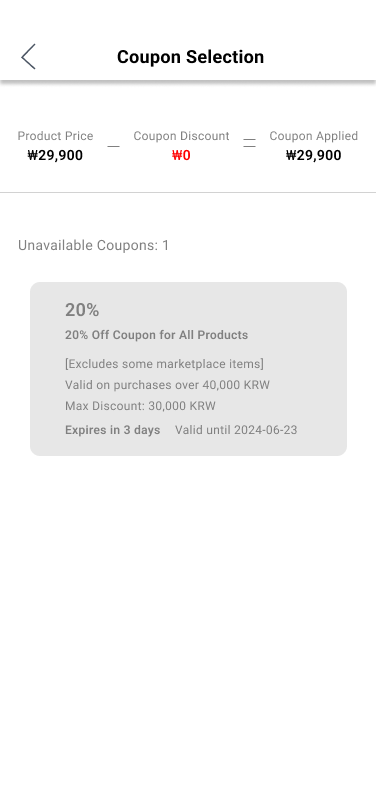 Coupon Selection
Product Price
Coupon Discount
Coupon Applied
₩29,900 — ₩0 = ₩29,900
Unavailable Coupons: 1
20%
20% Off Coupon for All Products
[Excludes some marketplace items]
Valid on purchases over 40,000 KRW
Max Discount: 30,000 KRW
Expires in 3 days Valid until 2024-06-23